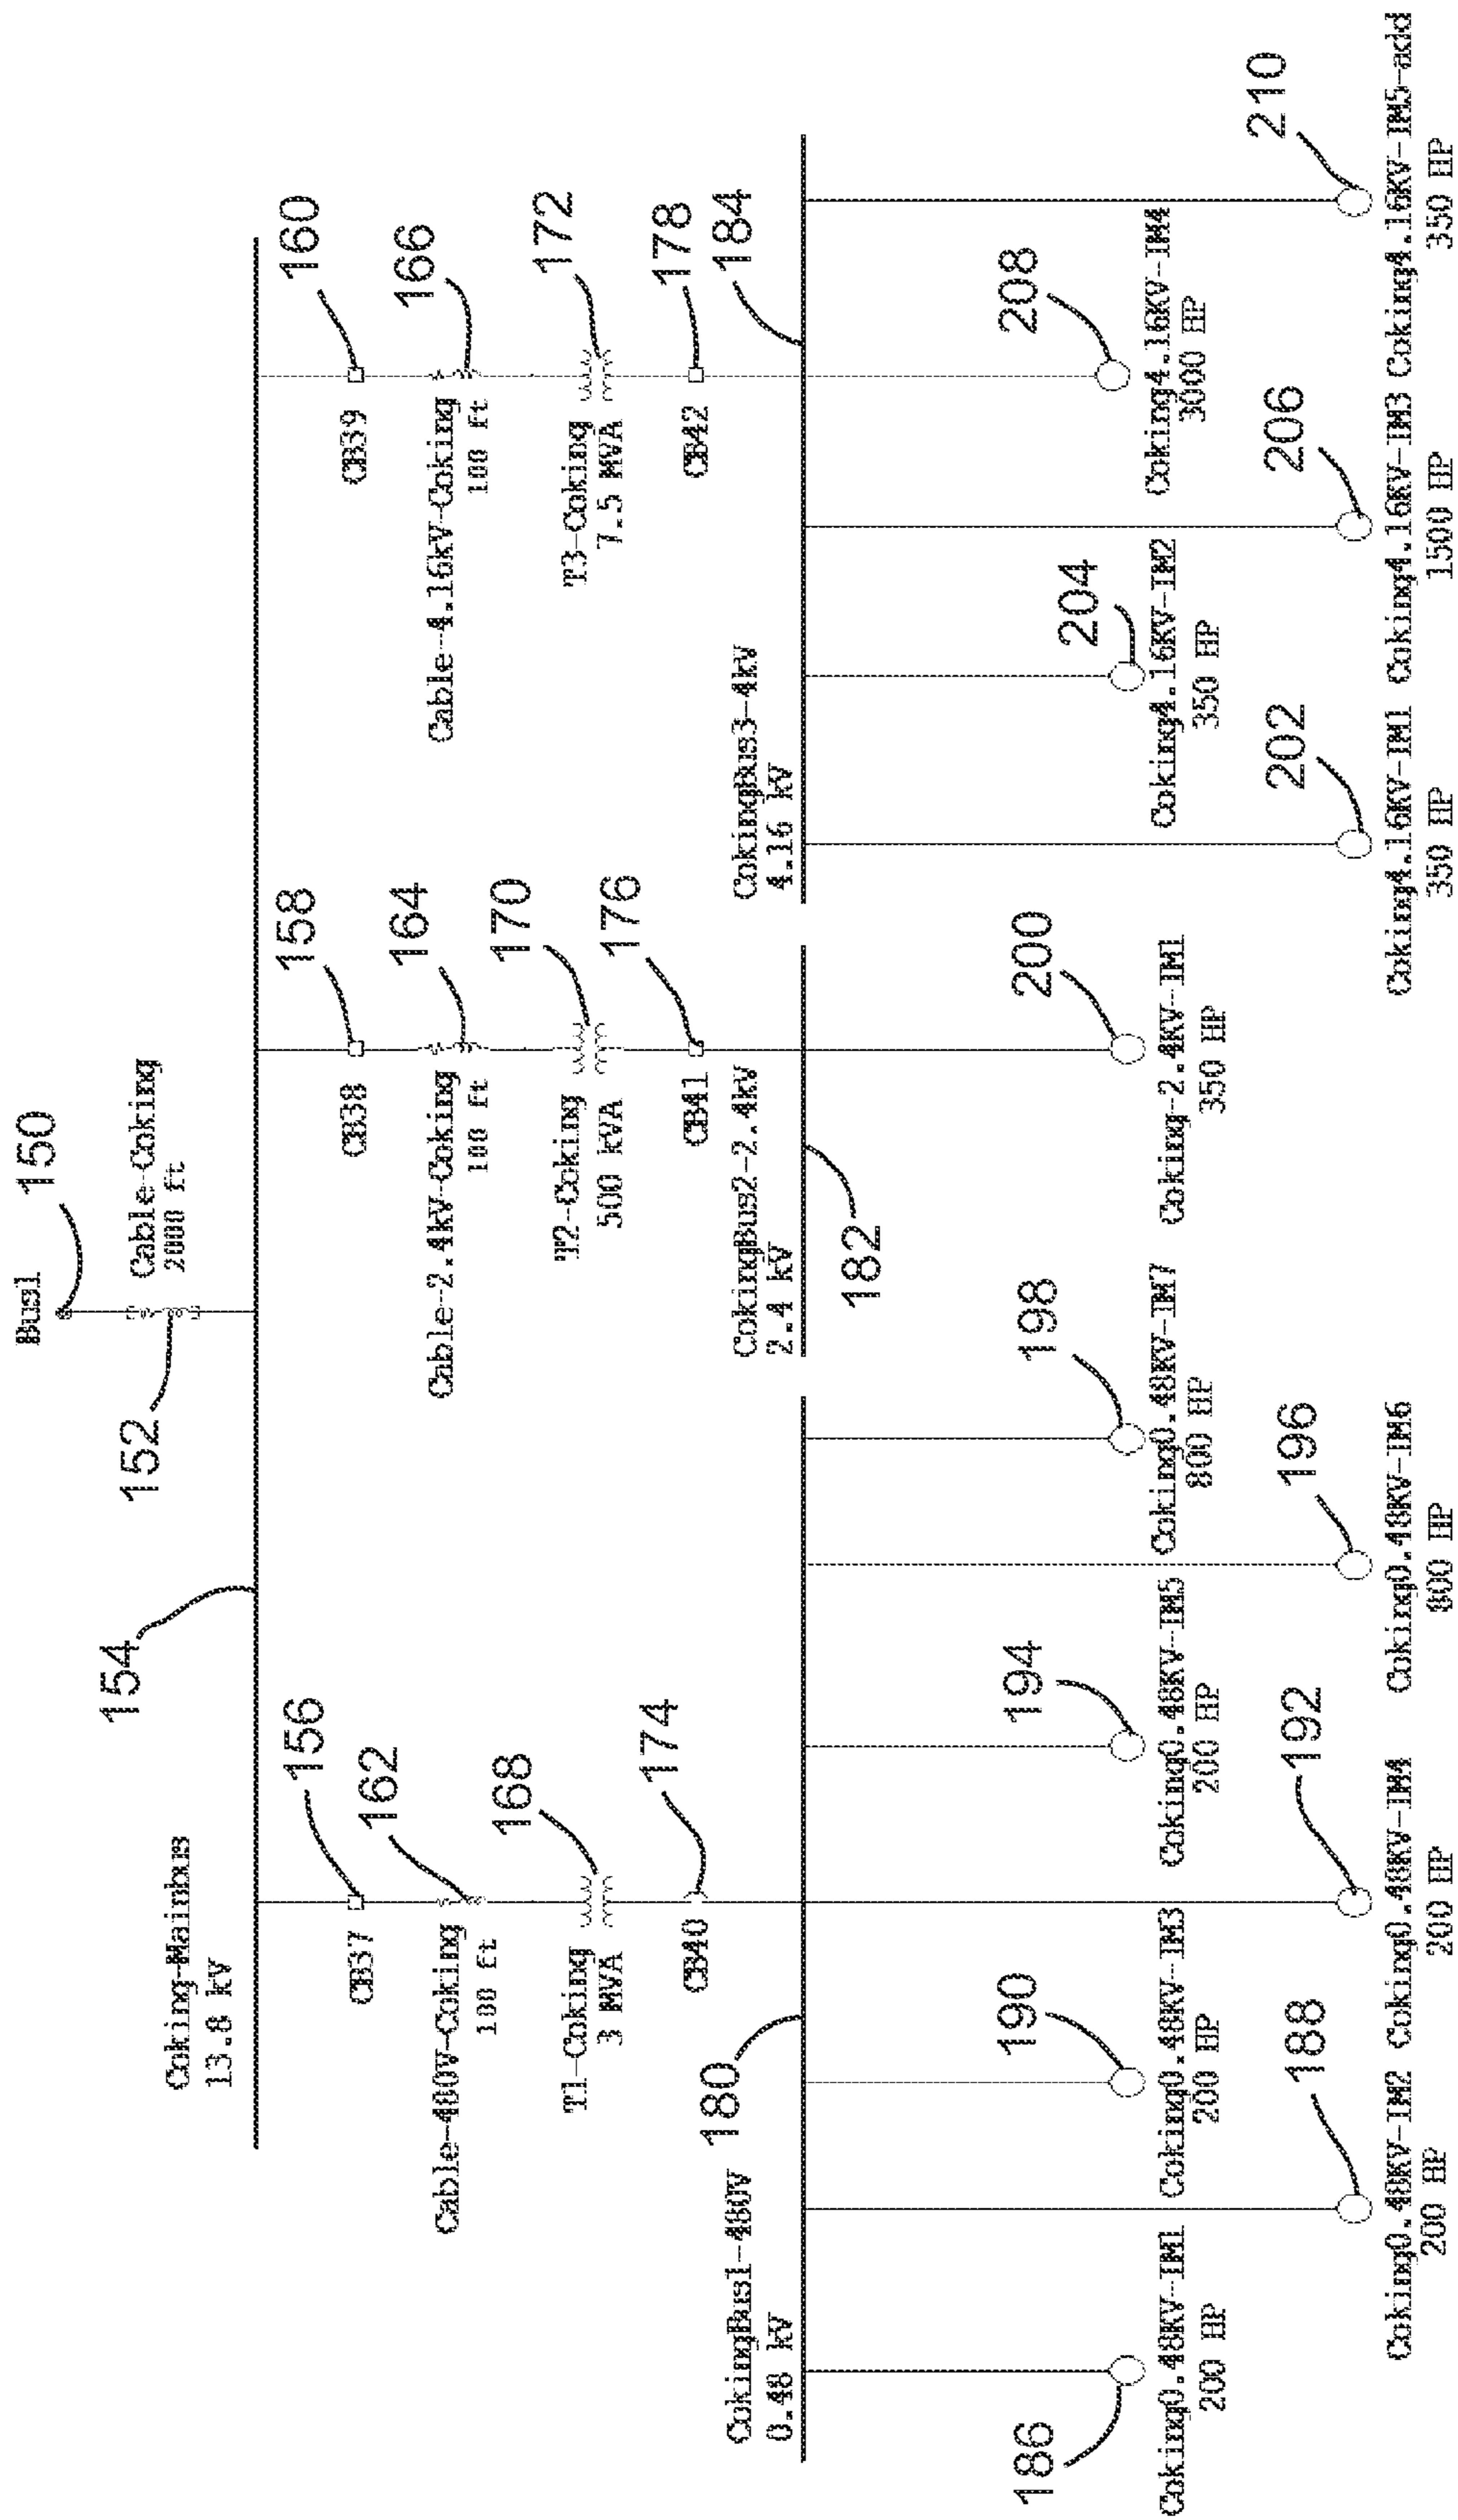 Bus1
150
152
Cable-Coking
2000 ft
154
Coking-Mainbus
13.8 kV
156
158
160
CB37
CB38
CB39
162
164
166
Cable-480V-Coking
100 ft
Cable-2.4kV-Coking
100 ft
Cable-4.16kV-Coking
100 ft
168
170
172
T1-Coking
3 MVA
T2-Coking
500 kVA
T3-Coking
7.5 MVA
174
176
178
CB40
CB41
CB42
180
182
184
CokingBus1-480V
0.48 kV
CokingBus2-2.4kV
2.4 kV
CokingBus3-4kV
4.16 kV
186
Coking0.48KV-IM1
200 HP
188
Coking0.48KV-IM2
200 HP
190
Coking0.48KV-IM3
200 HP
192
Coking0.48KV-IM4
200 HP
194
Coking0.48KV-IM5
200 HP
196
Coking0.48KV-IM6
800 HP
198
Coking0.48KV-IM7
800 HP
200
Coking-2.4KV-IM1
350 HP
202
Coking4.16KV-IM1
350 HP
204
Coking4.16KV-IM2
350 HP
206
Coking4.16KV-IM3
1500 HP
208
Coking4.16KV-IM4
3000 HP
210
Coking4.16KV-IM5-add
350 HP